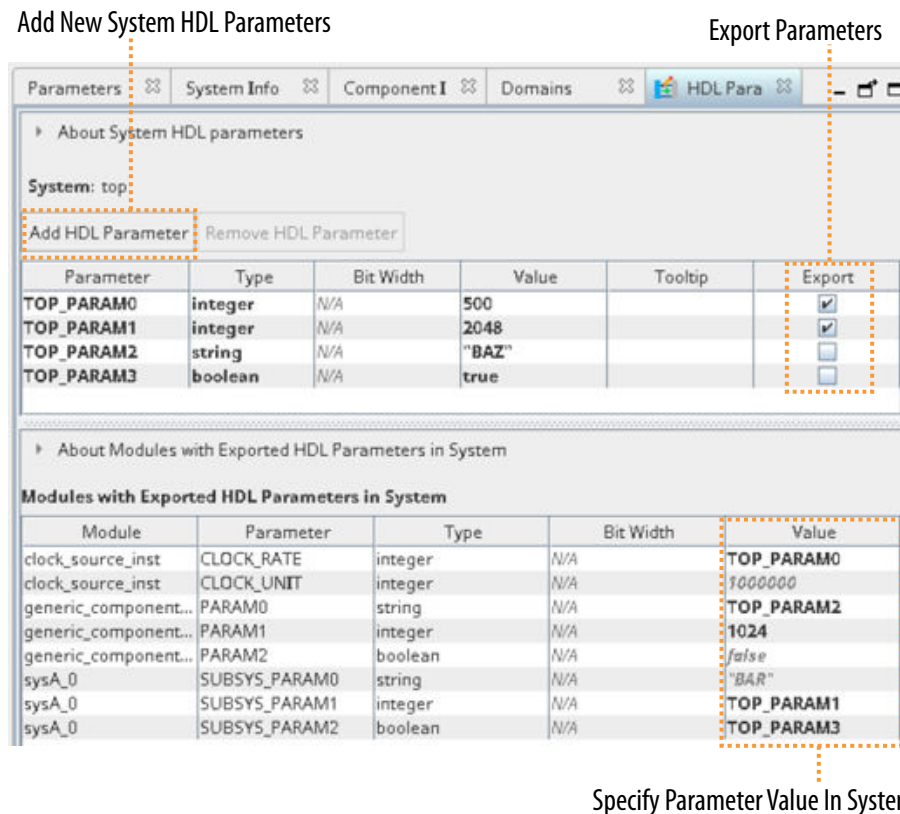 Add New System HDL Parameters
Export Parameters
Parameters System Info Component I Domains HDL Para
About System HDL parameters
System: top
Add HDL Parameter Remove HDL Parameter
Parameter Type Bit Width Value Tooltip Export
TOP_PARAM0 integer N/A 500
TOP_PARAM1 integer N/A 2048
TOP_PARAM2 string N/A "BAZ"
TOP_PARAM3 boolean N/A true
About Modules with Exported HDL Parameters in System
Modules with Exported HDL Parameters in System
Module Parameter Type Bit Width Value
clock_source_inst CLOCK_RATE integer N/A TOP_PARAM0
clock_source_inst CLOCK_UNIT integer N/A 1000000
generic_component... PARAM0 string N/A TOP_PARAM2
generic_component... PARAM1 integer N/A 1024
generic_component... PARAM2 boolean N/A false
sysA_0 SUBSYS_PARAM0 string N/A "BAR"
sysA_0 SUBSYS_PARAM1 integer N/A TOP_PARAM1
sysA_0 SUBSYS_PARAM2 boolean N/A TOP_PARAM3
Specify Parameter Value In System